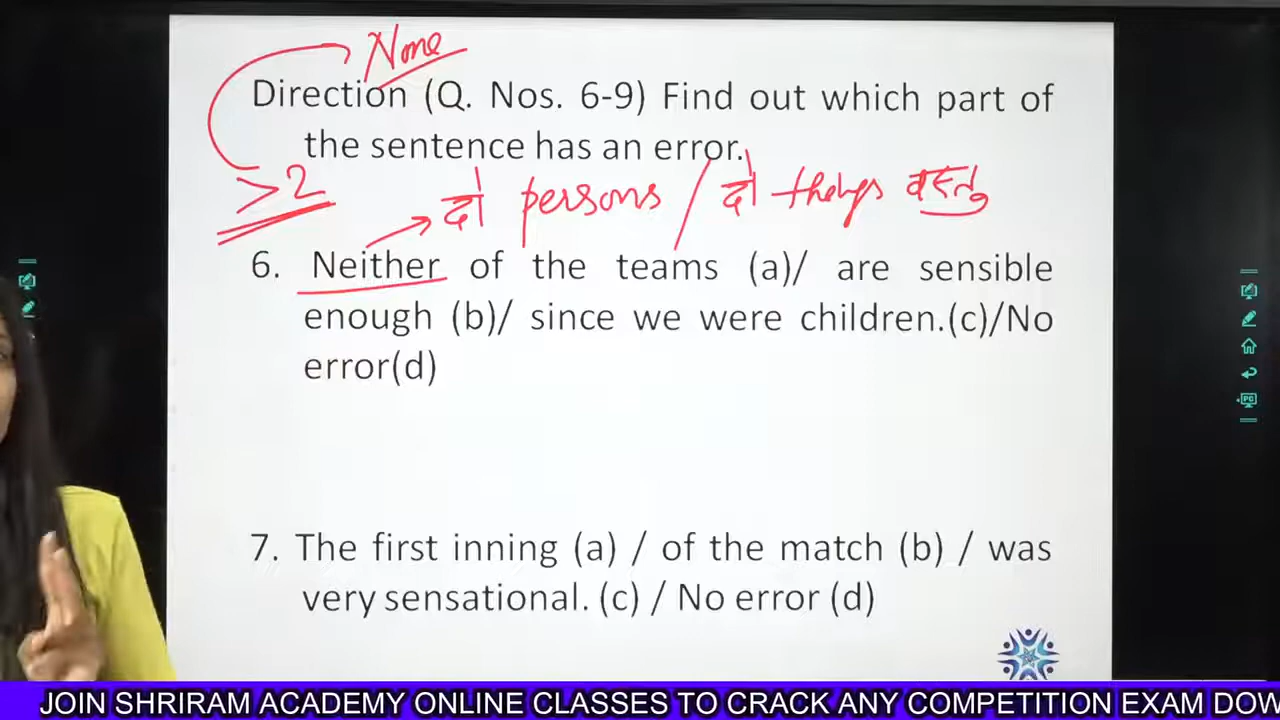 None
Direction (Q. Nos. 6-9) Find out which part of
the sentence has an error.
>2
दो persons / दो things वस्तु
6. Neither of the teams (a)/ are sensible
enough (b)/ since we were children.(c)/No
error(d)
7. The first inning (a) / of the match (b) / was
very sensational. (c) / No error (d)
JOIN SHRIRAM ACADEMY ONLINE CLASSES TO CRACK ANY COMPETITION EXAM DOW